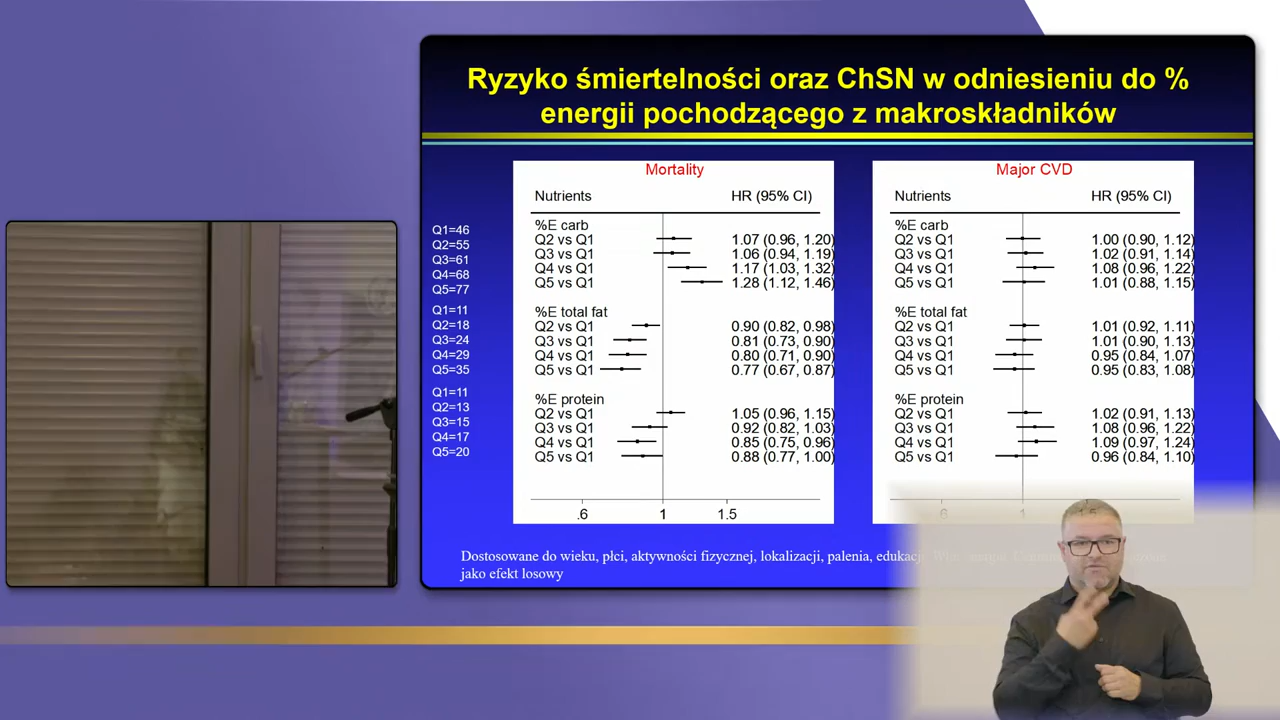 Ryzyko śmiertelności oraz ChSN w odniesieniu do %
energii pochodzącego z makroskładników
Q1=46
Q2=55
Q3=61
Q4=68
Q5=77
Q1=11
Q2=18
Q3=24
Q4=29
Q5=35
Q1=11
Q2=13
Q3=15
Q4=17
Q5=20
Mortality
Nutrients HR (95% CI)
%E carb
Q2 vs Q1 1.07 (0.96, 1.20)
Q3 vs Q1 1.06 (0.94, 1.19)
Q4 vs Q1 1.17 (1.03, 1.32)
Q5 vs Q1 1.28 (1.12, 1.46)
%E total fat
Q2 vs Q1 0.90 (0.82, 0.98)
Q3 vs Q1 0.81 (0.73, 0.90)
Q4 vs Q1 0.80 (0.71, 0.90)
Q5 vs Q1 0.77 (0.67, 0.87)
%E protein
Q2 vs Q1 1.05 (0.96, 1.15)
Q3 vs Q1 0.92 (0.82, 1.03)
Q4 vs Q1 0.85 (0.75, 0.96)
Q5 vs Q1 0.88 (0.77, 1.00)
.6 1 1.5
Major CVD
Nutrients HR (95% CI)
%E carb
Q2 vs Q1 1.00 (0.90, 1.12)
Q3 vs Q1 1.02 (0.91, 1.14)
Q4 vs Q1 1.08 (0.96, 1.22)
Q5 vs Q1 1.01 (0.88, 1.15)
%E total fat
Q2 vs Q1 1.01 (0.92, 1.11)
Q3 vs Q1 1.01 (0.90, 1.13)
Q4 vs Q1 0.95 (0.84, 1.07)
Q5 vs Q1 0.95 (0.83, 1.08)
%E protein
Q2 vs Q1 1.02 (0.91, 1.13)
Q3 vs Q1 1.08 (0.96, 1.22)
Q4 vs Q1 1.09 (0.97, 1.24)
Q5 vs Q1 0.96 (0.84, 1.10)
.6 1 1.5
Dostosowane do wieku, płci, aktywności fizycznej, lokalizacji, palenia,
jako efekt losowy